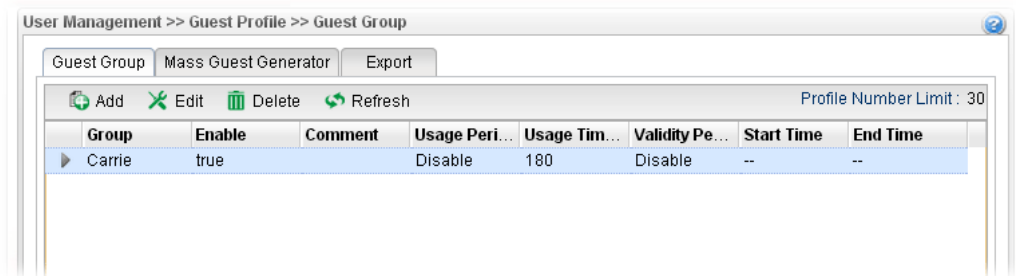 User Management >> Guest Profile >> Guest Group
Guest Group Mass Guest Generator Export
Add Edit Delete Refresh Profile Number Limit : 30
Group Enable Comment Usage Peri... Usage Tim... Validity Pe... Start Time End Time
Carrie true Disable 180 Disable -- --